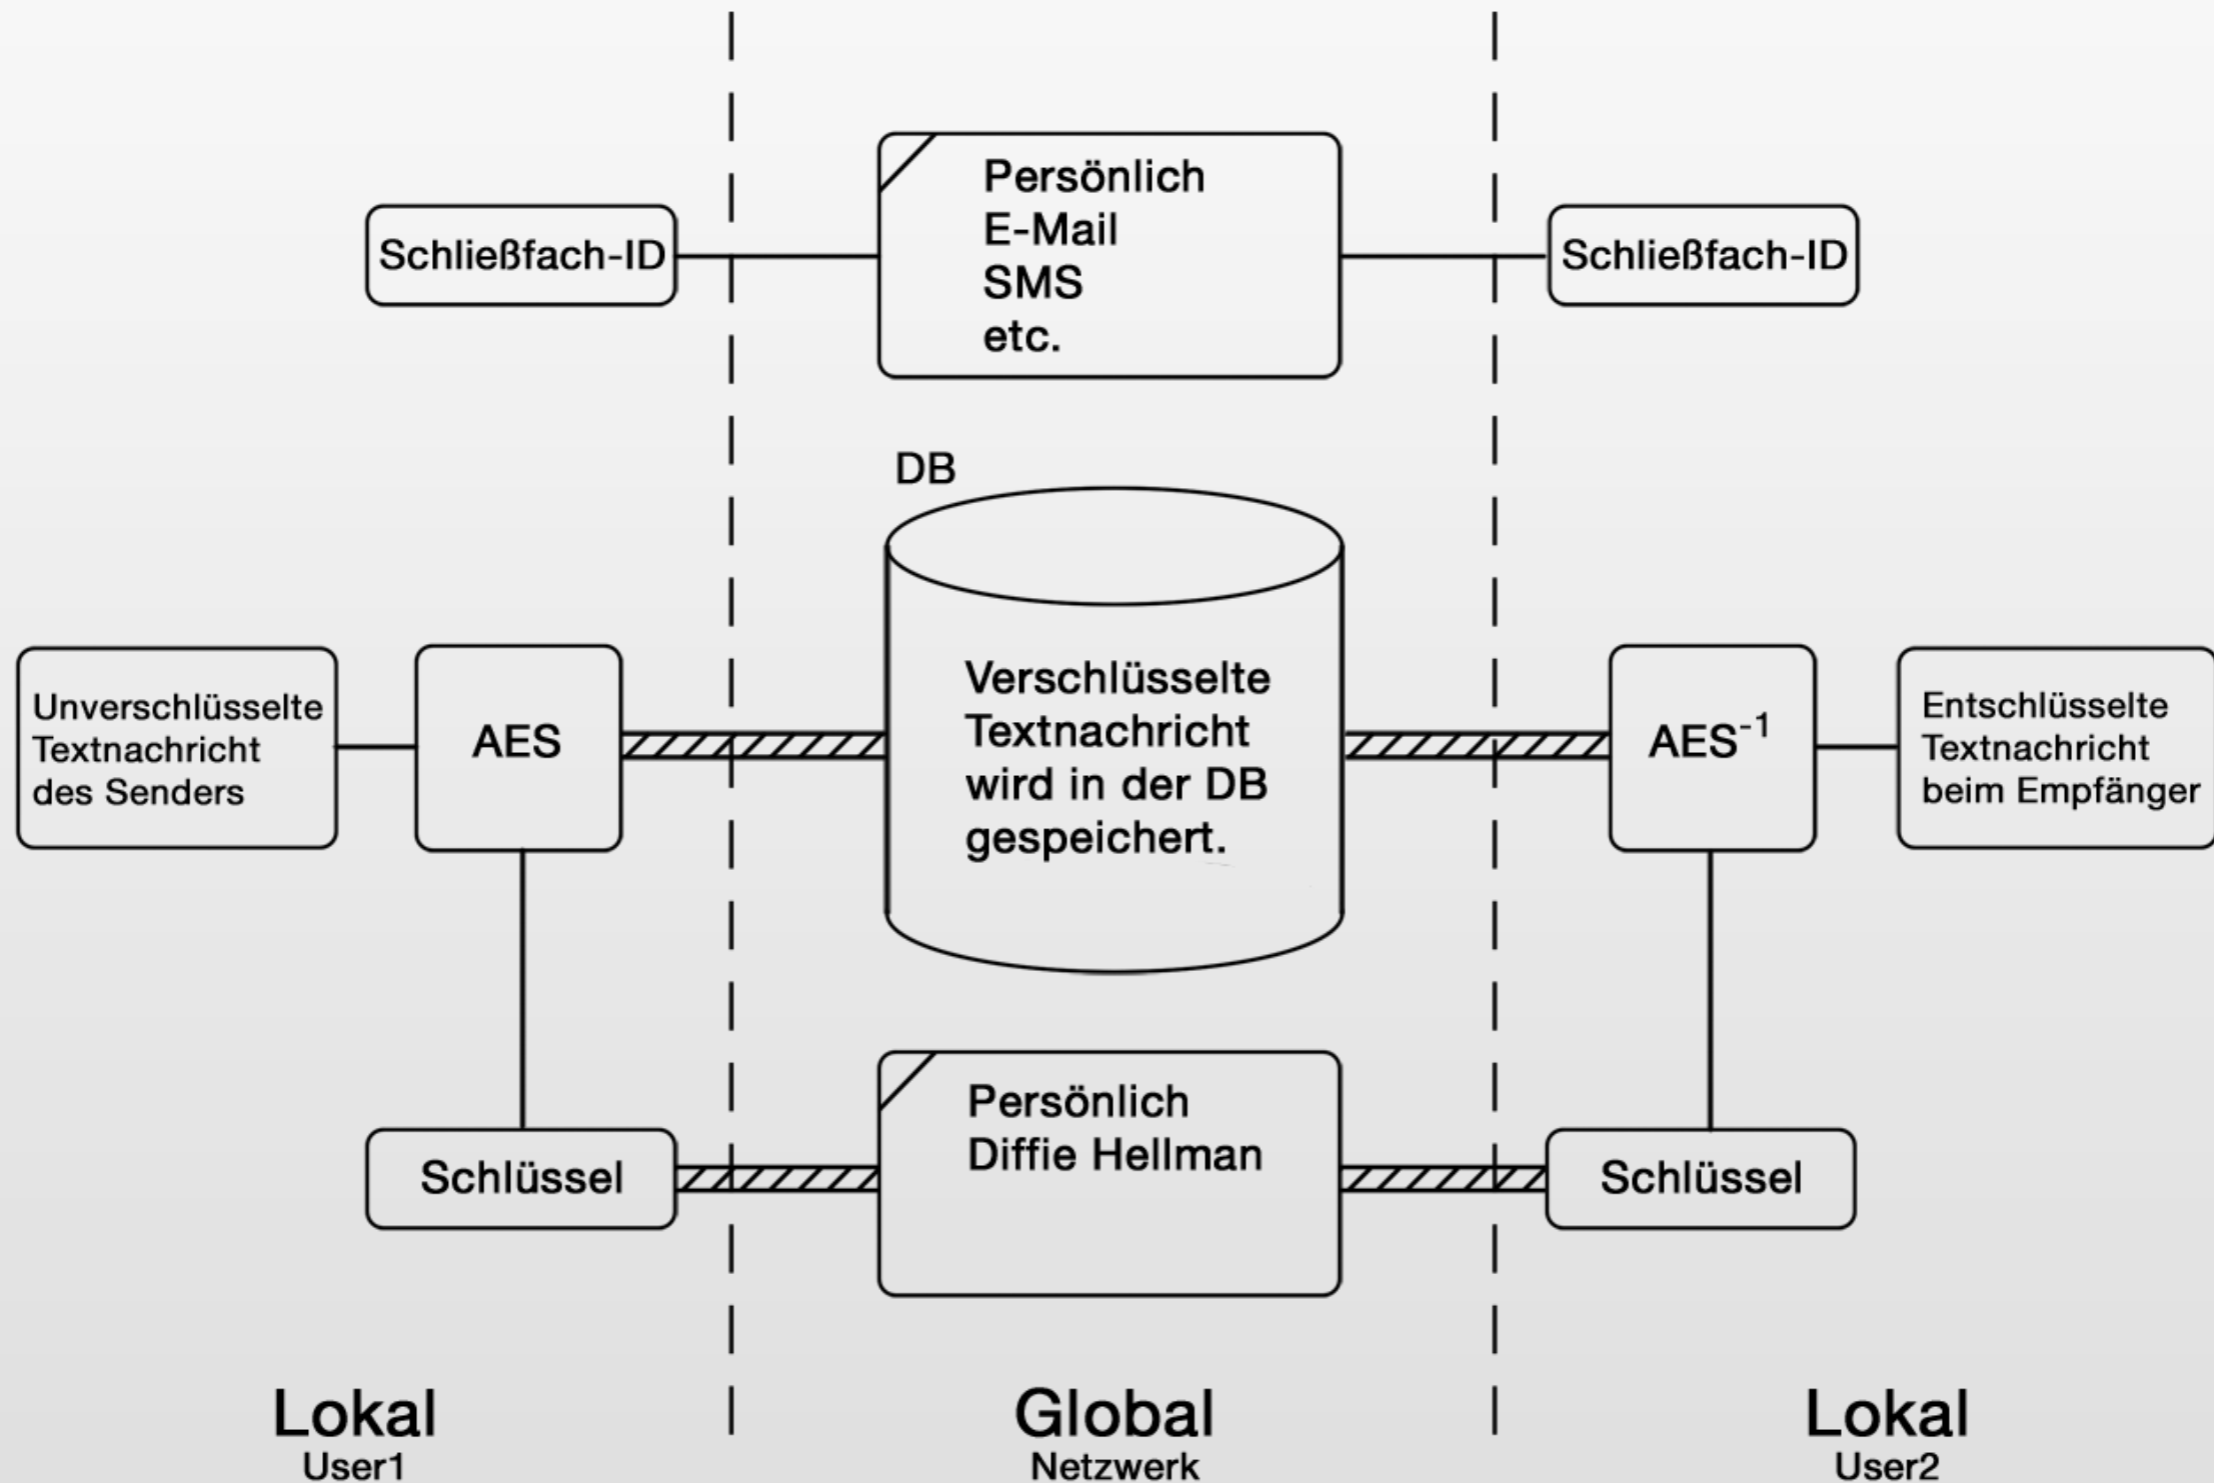 Schließfach-ID
Persönlich
E-Mail
SMS
etc.
Schließfach-ID
DB
Unverschlüsselte
Textnachricht
des Senders
AES
Verschlüsselte
Textnachricht
wird in der DB
gespeichert.
AES⁻¹
Entschlüsselte
Textnachricht
beim Empfänger
Schlüssel
Persönlich
Diffie Hellman
Schlüssel
Lokal
User1
Global
Netzwerk
Lokal
User2